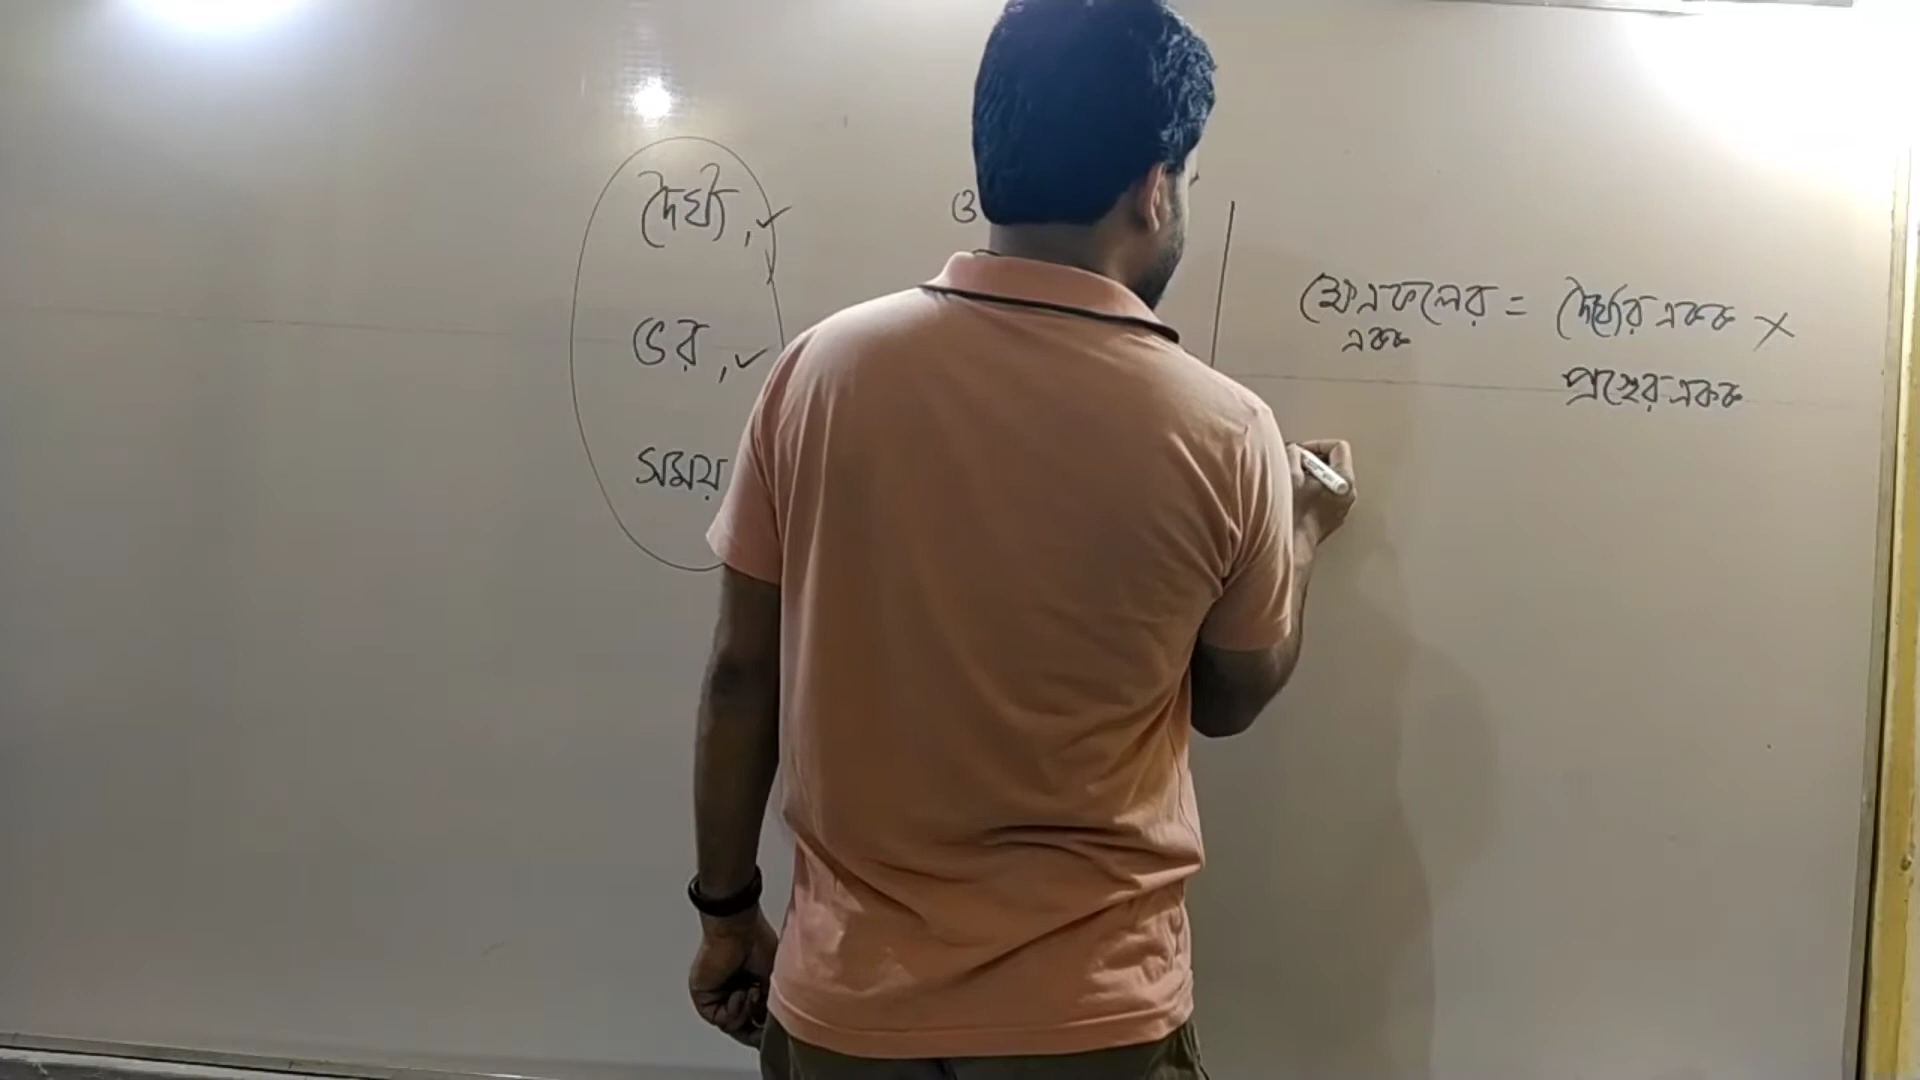 দৈর্ঘ্য, ✓
ভর, ✓
সময়
ও
ক্ষেত্রফলের = দৈর্ঘ্যের একক ×
একক
প্রস্থের একক